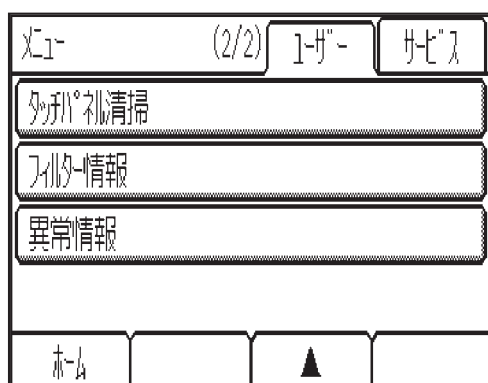 メニュー (2/2) ユーザー サービス
タッチパネル清掃
フィルター情報
異常情報
ホーム ▲